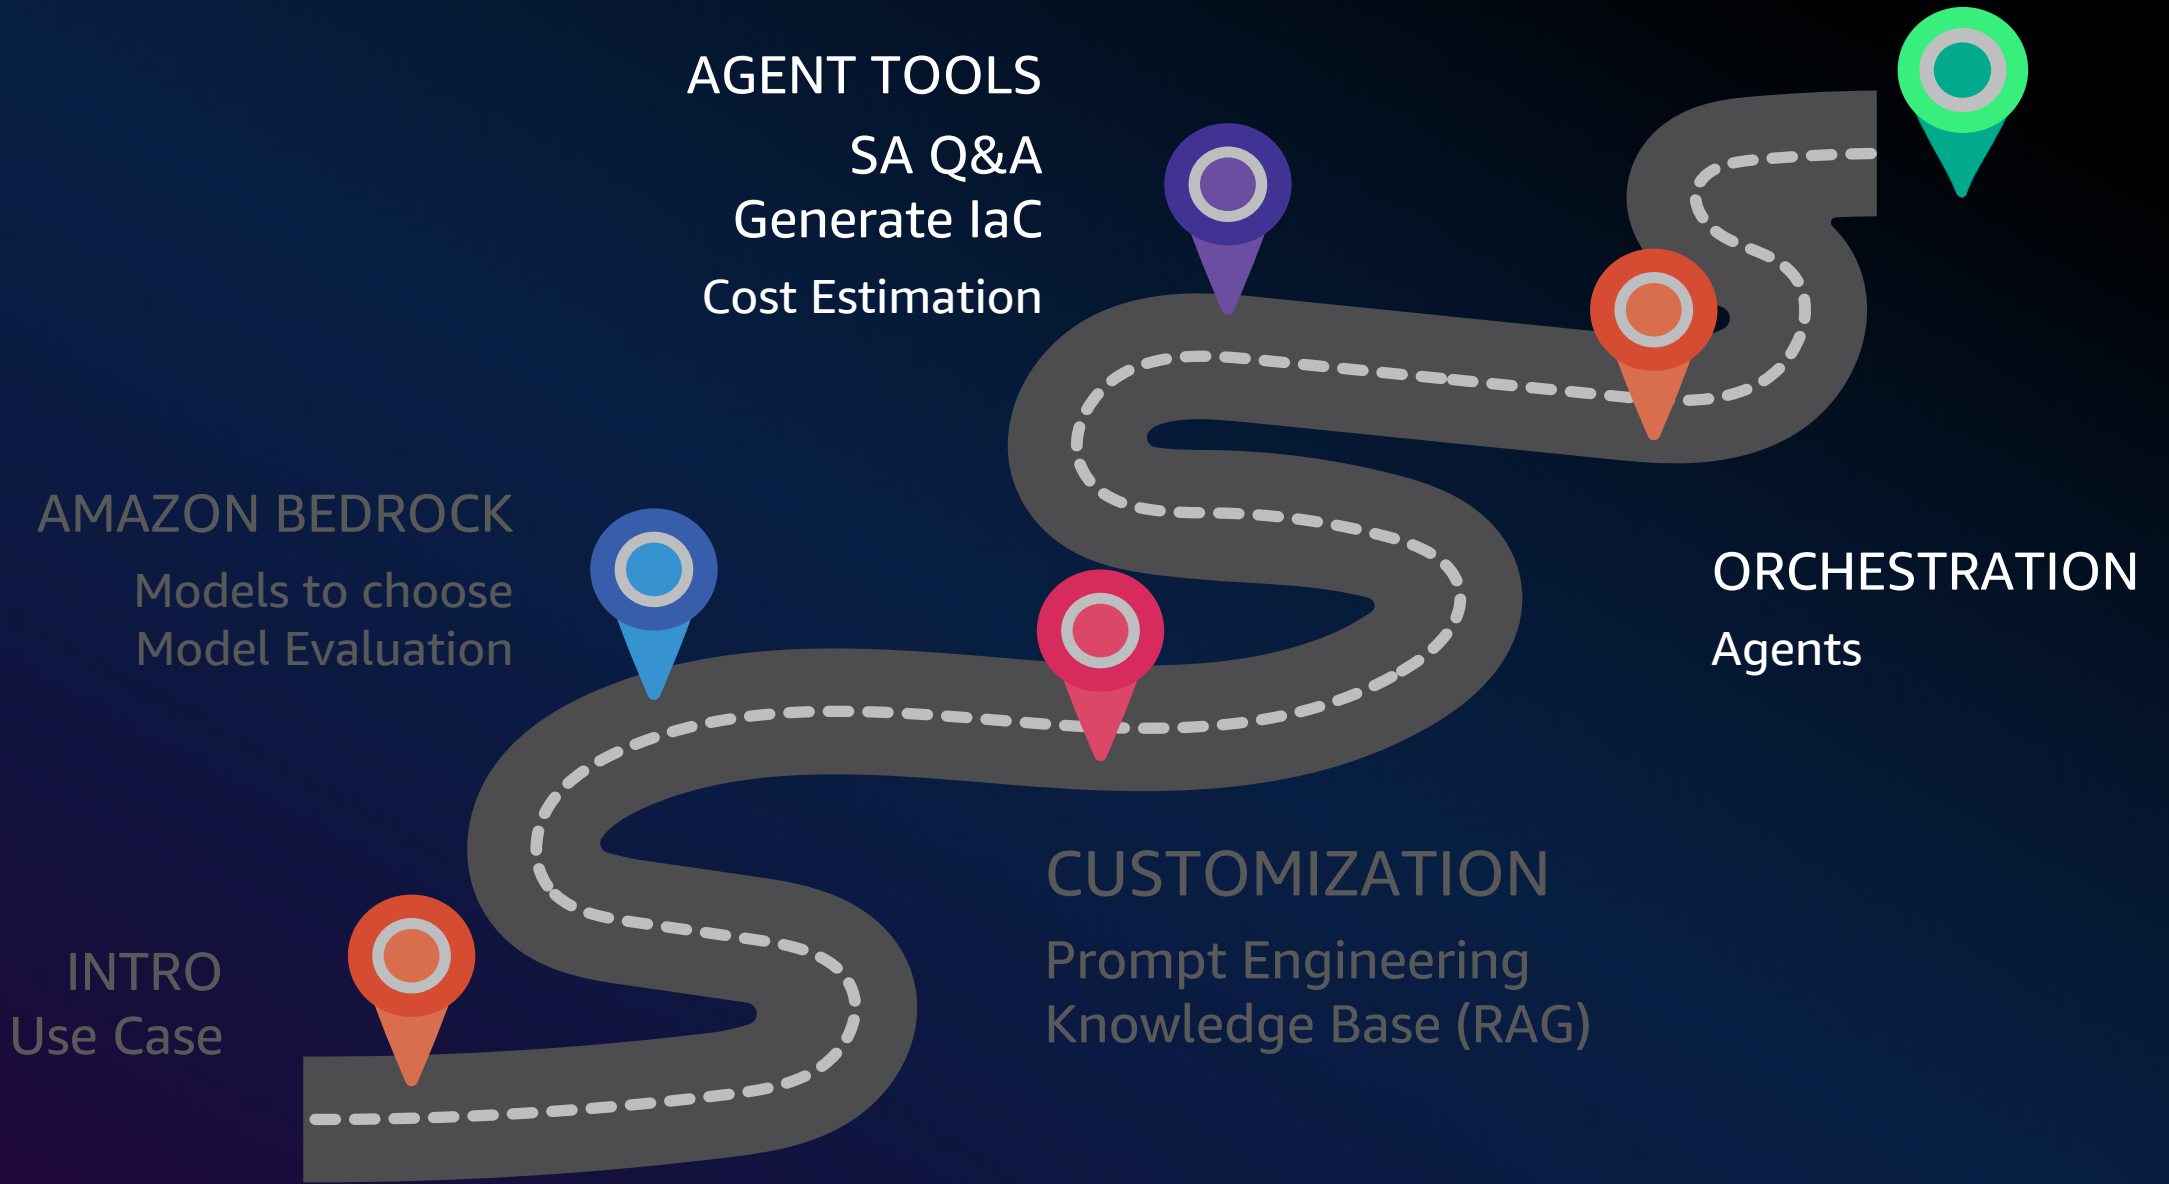 AGENT TOOLS
SA Q&A
Generate IaC
Cost Estimation
AMAZON BEDROCK
Models to choose
Model Evaluation
ORCHESTRATION
Agents
CUSTOMIZATION
Prompt Engineering
Knowledge Base (RAG)
INTRO
Use Case